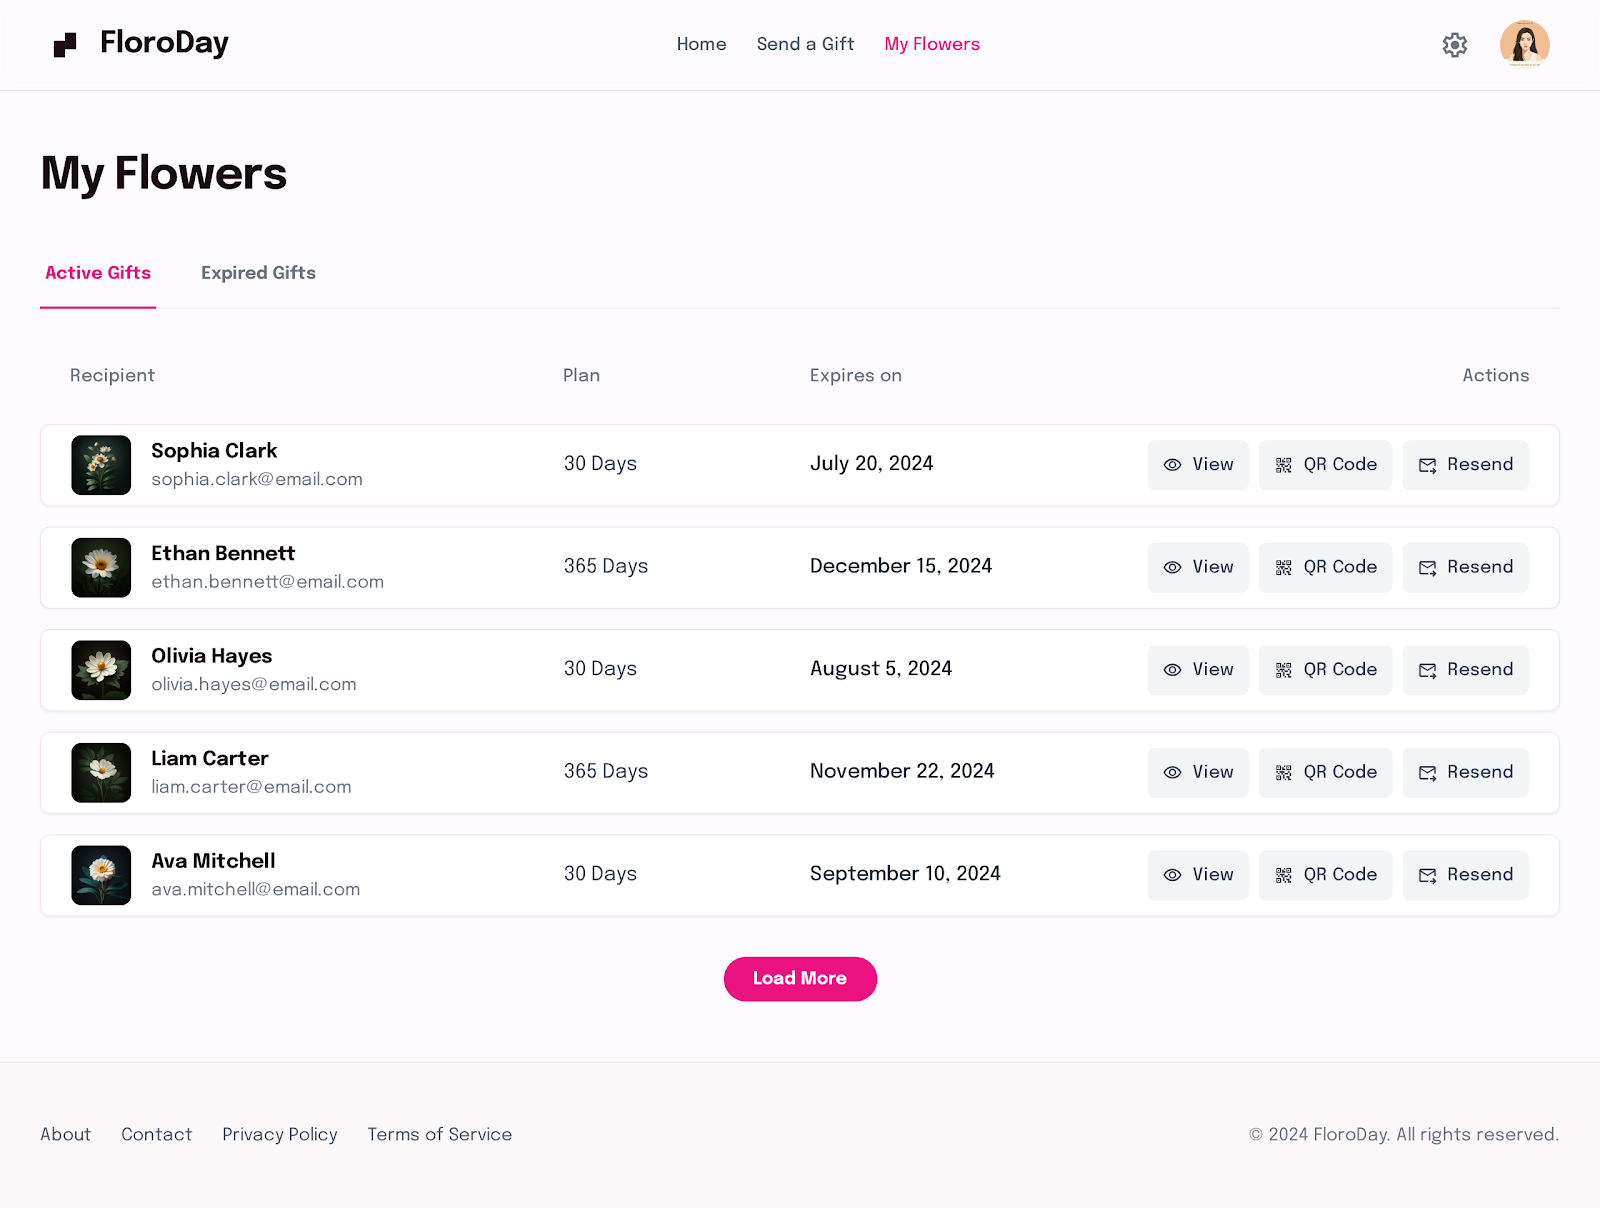 FloroDay
Home Send a Gift My Flowers
My Flowers
Active Gifts Expired Gifts
Recipient Plan Expires on Actions
Sophia Clark
sophia.clark@email.com
30 Days July 20, 2024 View QR Code Resend
Ethan Bennett
ethan.bennett@email.com
365 Days December 15, 2024 View QR Code Resend
Olivia Hayes
olivia.hayes@email.com
30 Days August 5, 2024 View QR Code Resend
Liam Carter
liam.carter@email.com
365 Days November 22, 2024 View QR Code Resend
Ava Mitchell
ava.mitchell@email.com
30 Days September 10, 2024 View QR Code Resend
Load More
About Contact Privacy Policy Terms of Service © 2024 FloroDay. All rights reserved.